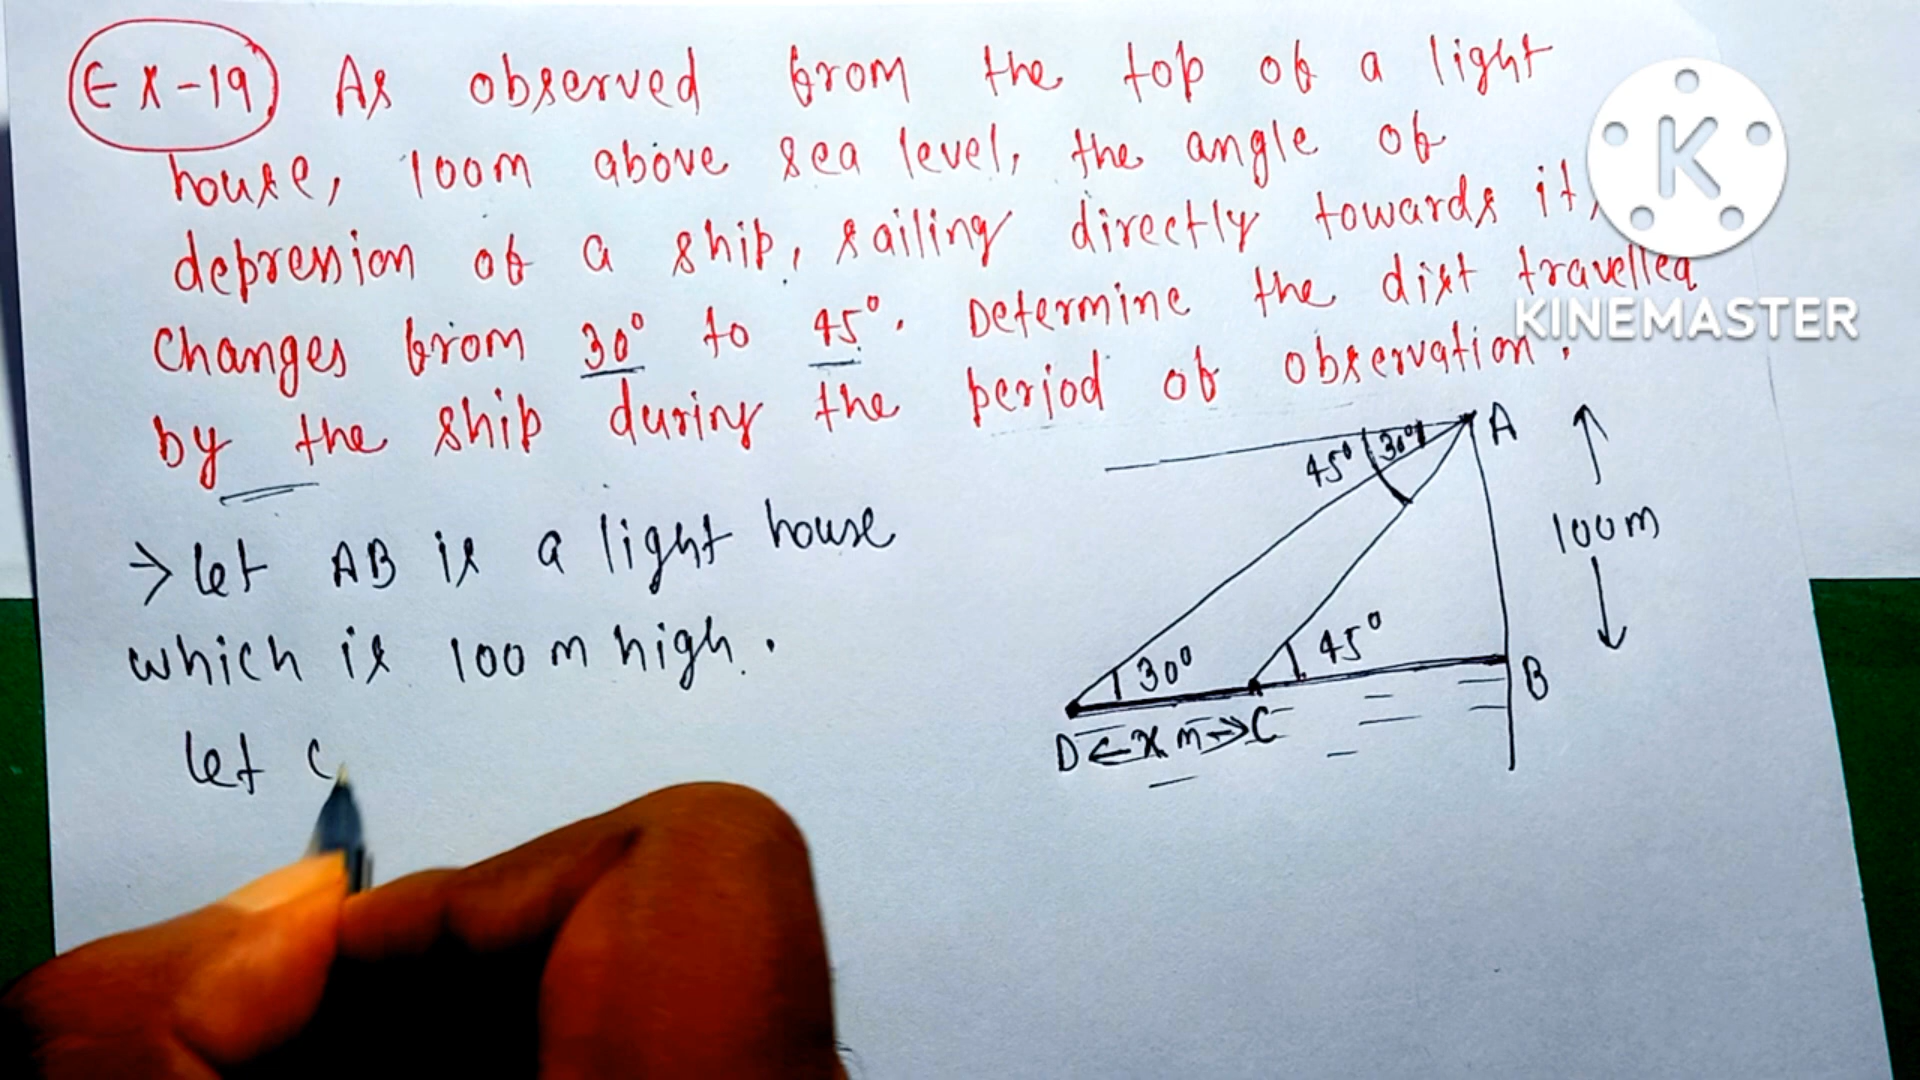 EX-19 As observed from the top of a light
house, 100m above sea level, the angle of
depression of a ship, sailing directly towards it,
changes from 30° to 45°. Determine the dist travelled
by the ship during the period of observation.
K
KINEMASTER
→ let AB is a light house
which is 100 m high.
let C
A
45° 30°
100m
30° 45°
B
D ← x m → C